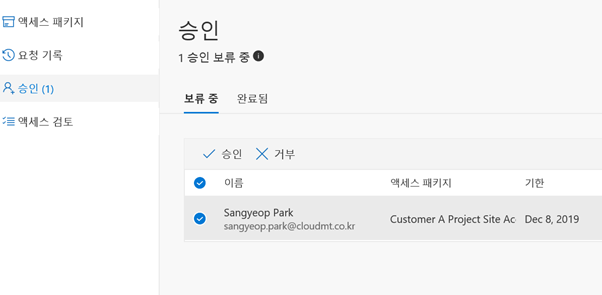 액세스 패키지
요청 기록
승인 (1)
액세스 검토
승인
1 승인 보류 중
보류 중 완료됨
승인 거부
이름 액세스 패키지 기한
Sangyeop Park Customer A Project Site Ac Dec 8, 2019
sangyeop.park@cloudmt.co.kr